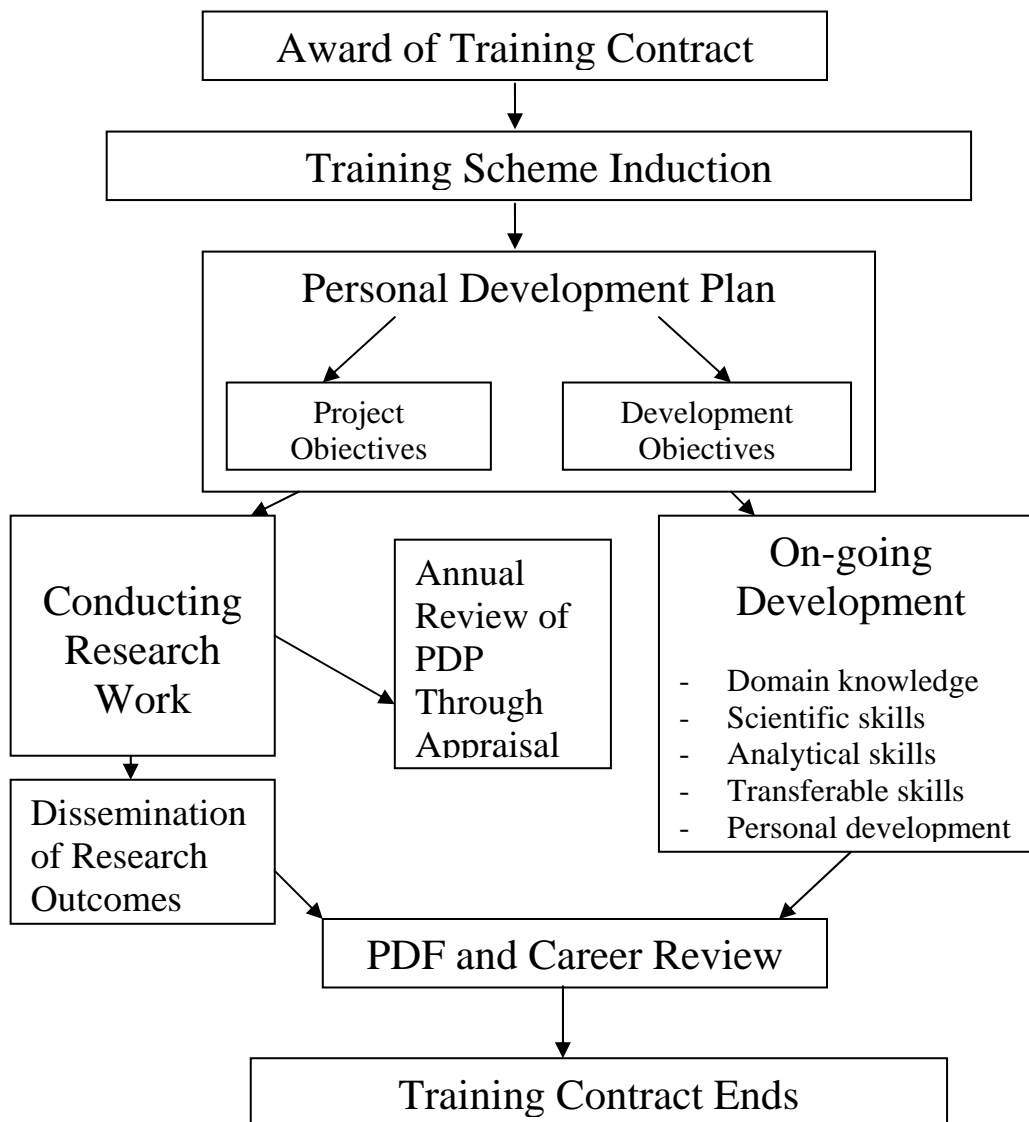 Award of Training Contract
Training Scheme Induction
Personal Development Plan
Project
Objectives
Development
Objectives
Conducting
Research
Work
Annual
Review of
PDP
Through
Appraisal
On-going
Development
- Domain knowledge
- Scientific skills
- Analytical skills
- Transferable skills
- Personal development
Dissemination
of Research
Outcomes
PDF and Career Review
Training Contract Ends